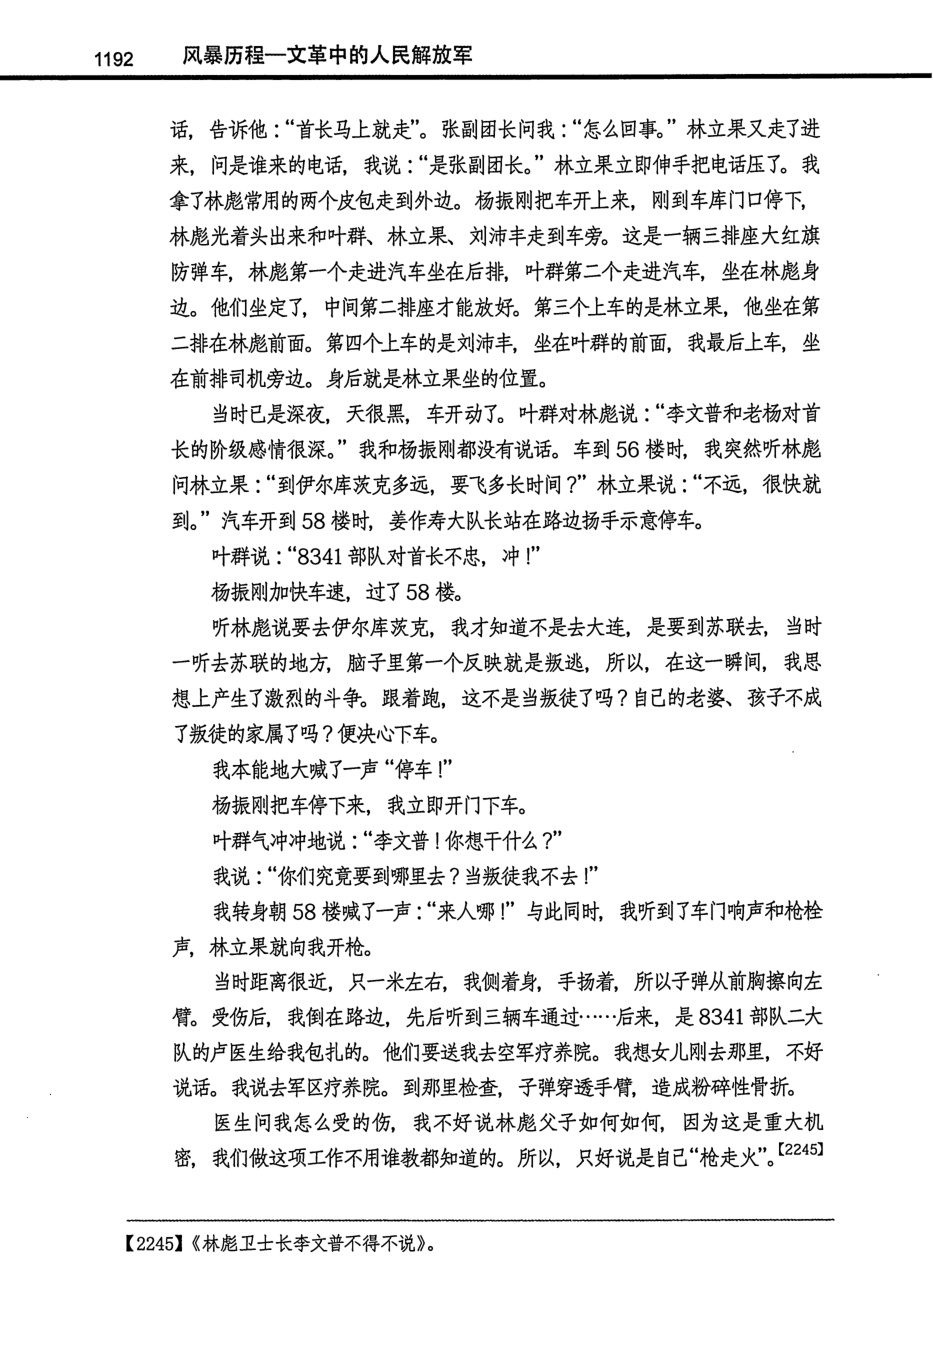 1192 风暴历程—文革中的人民解放军
话，告诉他：“首长马上就走”。张副团长问我：“怎么回事。”林立果又走了进
来，问是谁来的电话，我说：“是张副团长。”林立果立即伸手把电话压了。我
拿了林彪常用的两个皮包走到外边。杨振刚把车开上来，刚到车库门口停下，
林彪光着头出来和叶群、林立果、刘沛丰走到车旁。这是一辆三排座大红旗
防弹车，林彪第一个走进汽车坐在后排，叶群第二个走进汽车，坐在林彪身
边。他们坐定了，中间第二排座才能放好。第三个上车的是林立果，他坐在第
二排在林彪前面。第四个上车的是刘沛丰，坐在叶群的前面，我最后上车，坐
在前排司机旁边。身后就是林立果坐的位置。
当时已是深夜，天很黑，车开动了。叶群对林彪说：“李文普和老杨对首
长的阶级感情很深。”我和杨振刚都没有说话。车到 56 楼时，我突然听林彪
问林立果：“到伊尔库茨克多远，要飞多长时间？”林立果说：“不远，很快就
到。”汽车开到 58 楼时，姜作寿大队长站在路边扬手示意停车。
叶群说：“8341 部队对首长不忠，冲！”
杨振刚加快车速，过了 58 楼。
听林彪说要去伊尔库茨克，我才知道不是去大连，是要到苏联去，当时
一听去苏联的地方，脑子里第一个反映就是叛逃，所以，在这一瞬间，我思
想上产生了激烈的斗争。跟着跑，这不是当叛徒了吗？自己的老婆、孩子不成
了叛徒的家属了吗？便决心下车。
我本能地大喊了一声“停车！”
杨振刚把车停下来，我立即开门下车。
叶群气冲冲地说：“李文普！你想干什么？”
我说：“你们究竟要到哪里去？当叛徒我不去！”
我转身朝 58 楼喊了一声：“来人哪！”与此同时，我听到了车门响声和枪栓
声，林立果就向我开枪。
当时距离很近，只一米左右，我侧着身，手扬着，所以子弹从前胸擦向左
臂。受伤后，我倒在路边，先后听到三辆车通过……后来，是 8341 部队二大
队的卢医生给我包扎的。他们要送我去空军疗养院。我想女儿刚去那里，不好
说话。我说去军区疗养院。到那里检查，子弹穿透手臂，造成粉碎性骨折。
医生问我怎么受的伤，我不好说林彪父子如何如何，因为这是重大机
密，我们做这项工作不用谁教都知道的。所以，只好说是自己“枪走火”。【2245】
【2245】《林彪卫士长李文普不得不说》。